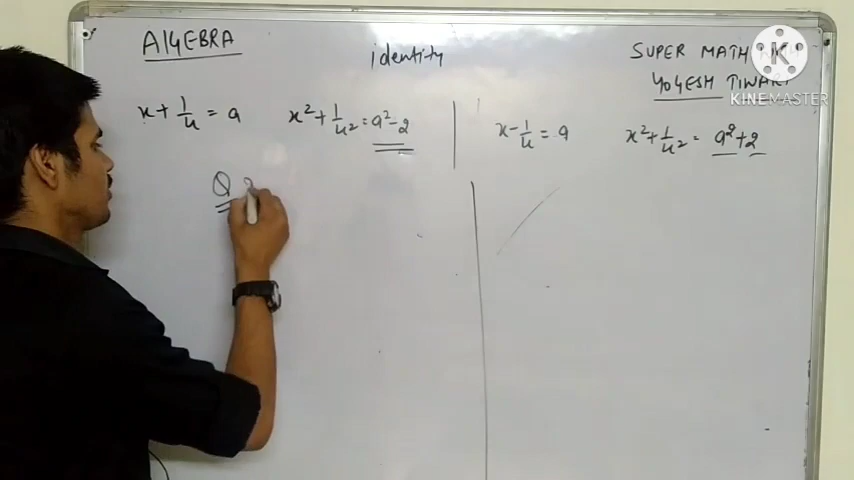 ALGEBRA
identity
SUPER MATH
YOGESH TIWARI
KINEMASTER
x + 1/x = a
x² + 1/x² = a² - 2
x - 1/x = a
x² + 1/x² = a² + 2
Q